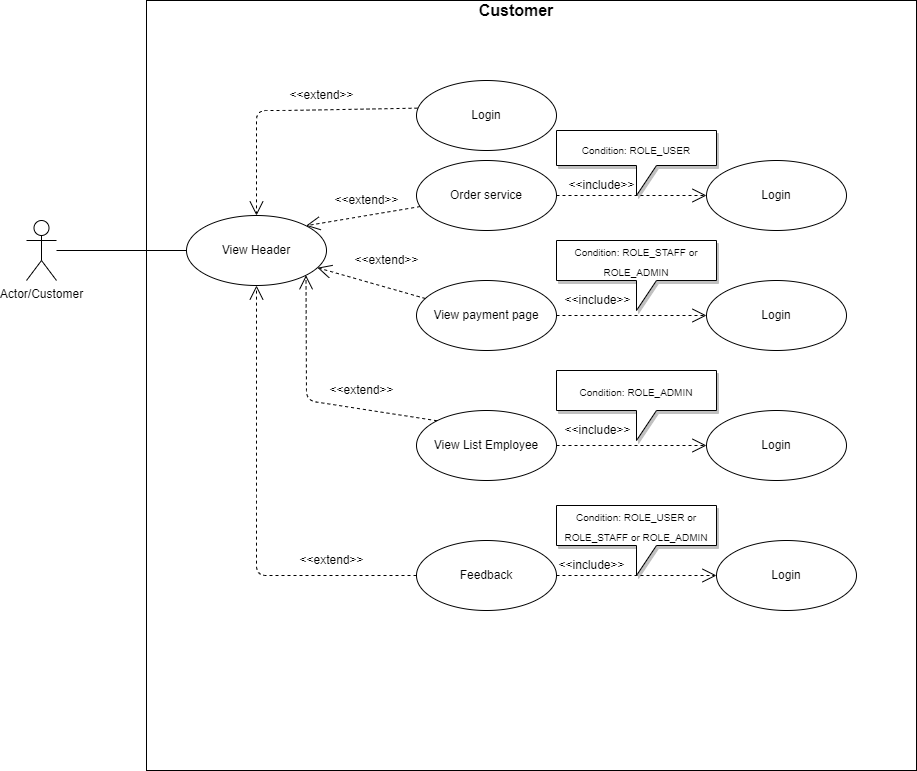 Customer
<<extend>>
Login
Condition: ROLE_USER
<<extend>>
Order service
<<include>>
Login
View Header
Actor/Customer
<<extend>>
Condition: ROLE_STAFF or
ROLE_ADMIN
<<include>>
View payment page
Login
<<extend>>
Condition: ROLE_ADMIN
<<include>>
View List Employee
Login
Condition: ROLE_USER or
ROLE_STAFF or ROLE_ADMIN
<<extend>>
<<include>>
Feedback
Login